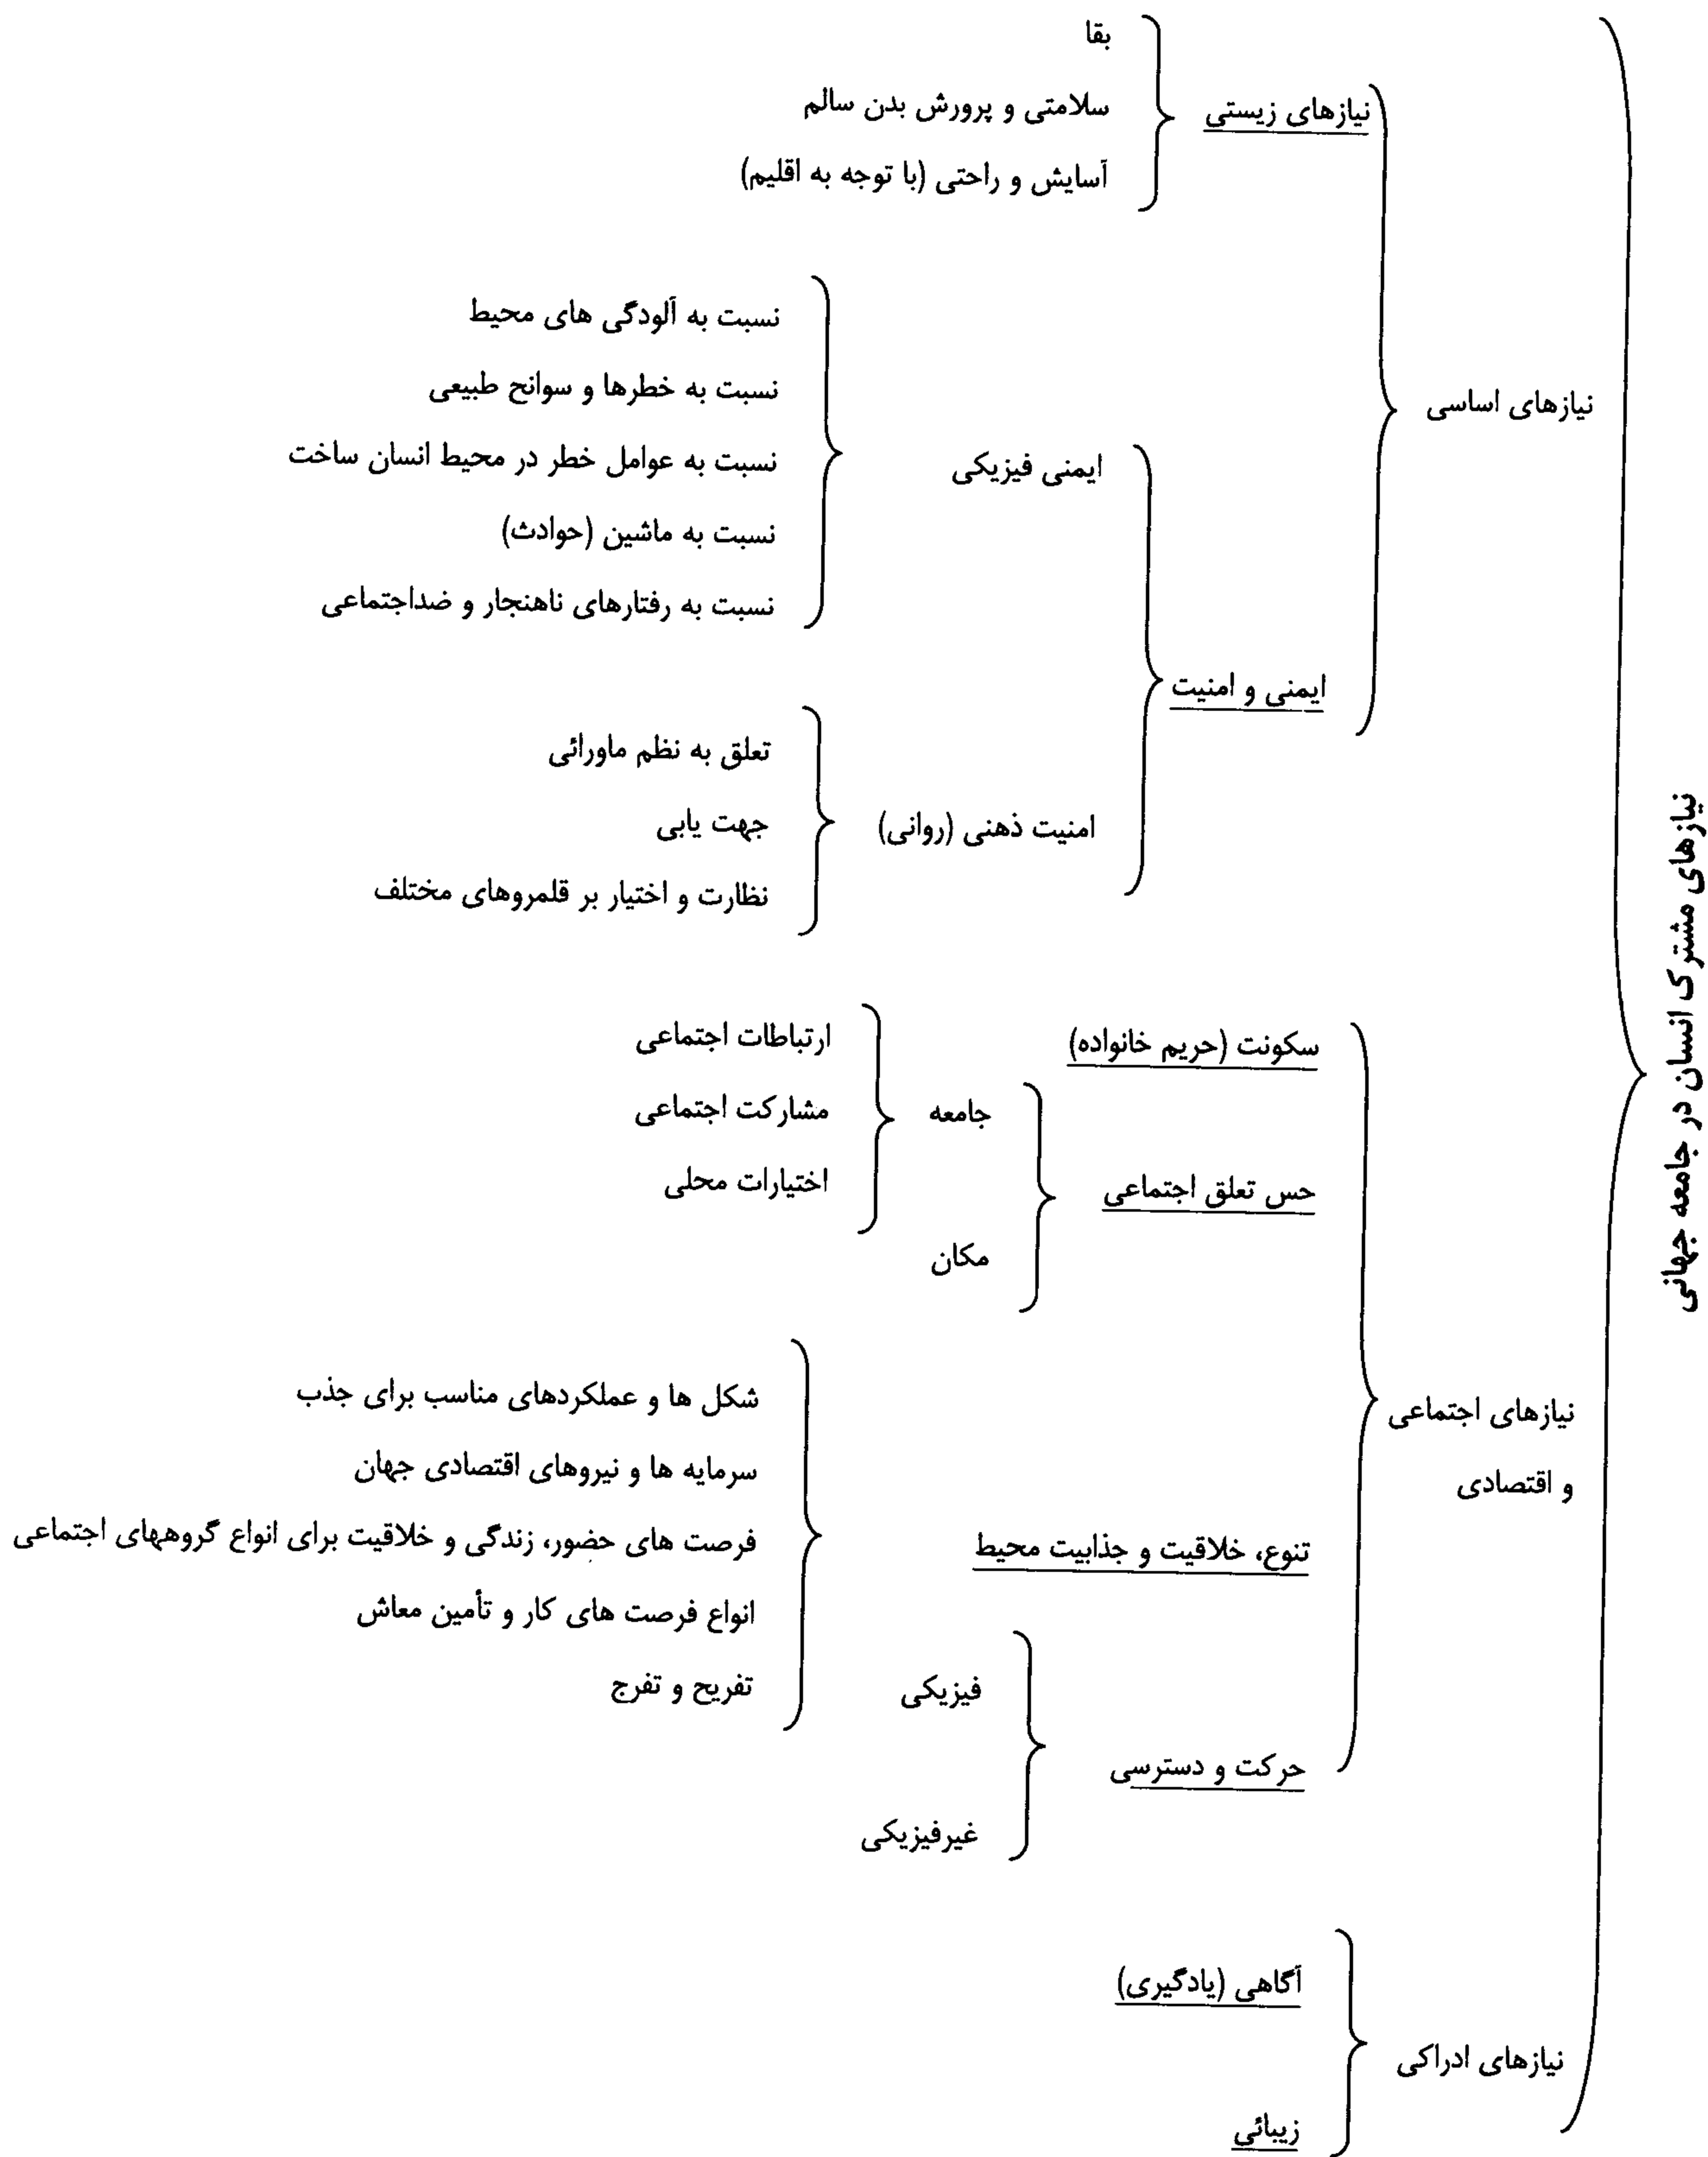 نیازهای مشترک انسان در جامعه جهانی
نیازهای اساسی
نیازهای زیستی
بقا
سلامتی و پرورش بدن سالم
آسایش و راحتی (با توجه به اقلیم)
ایمنی و امنیت
ایمنی فیزیکی
نسبت به آلودگی های محیط
نسبت به خطرها و سوانح طبیعی
نسبت به عوامل خطر در محیط انسان ساخت
نسبت به ماشین (حوادث)
نسبت به رفتارهای ناهنجار و ضداجتماعی
امنیت ذهنی (روانی)
تعلق به نظم ماورائی
جهت یابی
نظارت و اختیار بر قلمروهای مختلف
نیازهای اجتماعی
و اقتصادی
سکونت (حریم خانواده)
حس تعلق اجتماعی
جامعه
ارتباطات اجتماعی
مشارکت اجتماعی
اختیارات محلی
مکان
تنوع، خلاقیت و جذابیت محیط
شکل ها و عملکردهای مناسب برای جذب
سرمایه ها و نیروهای اقتصادی جهان
فرصت های حضور، زندگی و خلاقیت برای انواع گروههای اجتماعی
انواع فرصت های کار و تأمین معاش
تفریح و تفرج
حرکت و دسترسی
فیزیکی
غیرفیزیکی
نیازهای ادراکی
آگاهی (یادگیری)
زیبائی